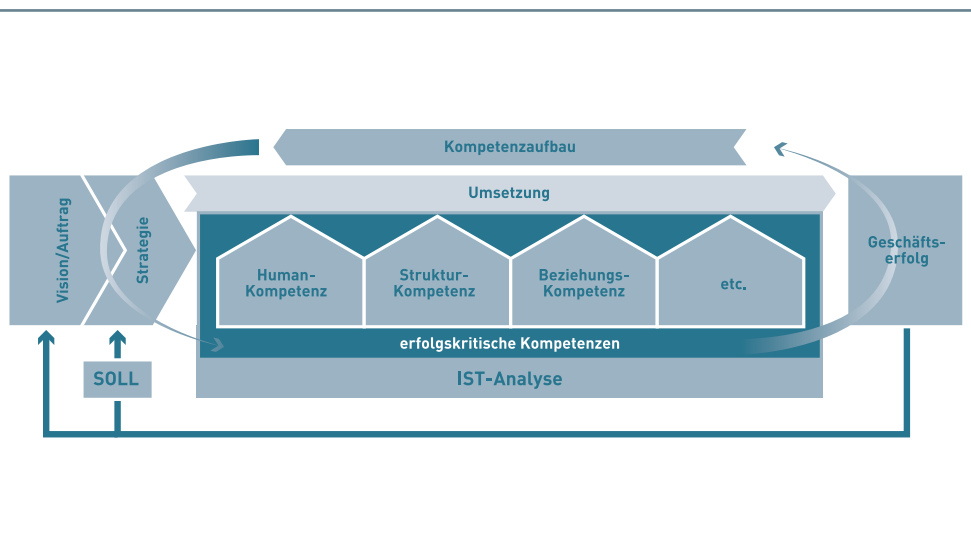 Kompetenzaufbau
Umsetzung
Vision/Auftrag
Strategie
Geschäfts-
erfolg
Human-
Kompetenz
Struktur-
Kompetenz
Beziehungs-
Kompetenz
etc.
erfolgskritische Kompetenzen
SOLL
IST-Analyse